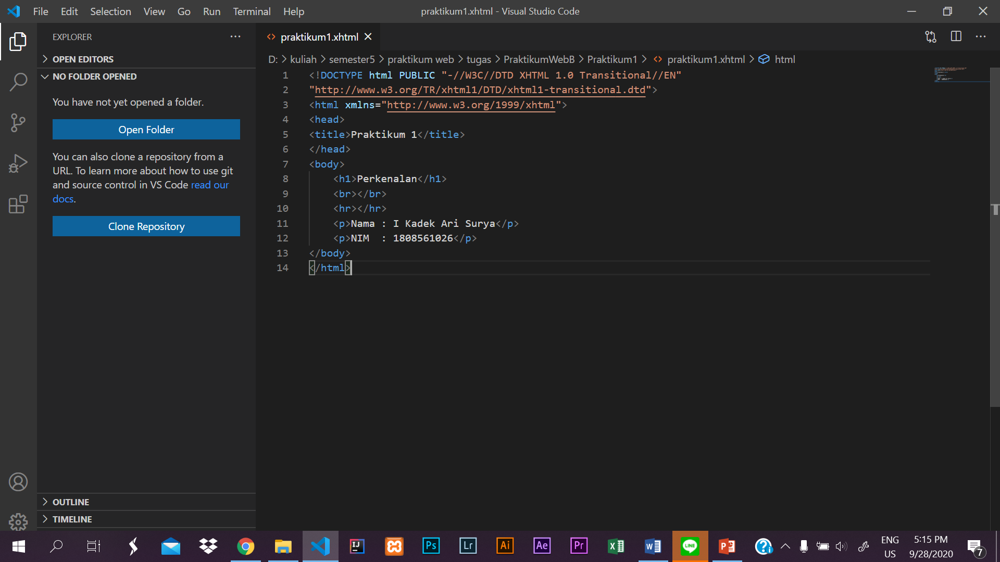 File Edit Selection View Go Run Terminal Help
praktikum1.xhtml - Visual Studio Code
EXPLORER
OPEN EDITORS
NO FOLDER OPENED
You have not yet opened a folder.
Open Folder
You can also clone a repository from a
URL. To learn more about how to use git
and source control in VS Code read our
docs.
Clone Repository
OUTLINE
TIMELINE
praktikum1.xhtml
D: > kuliah > semester5 > praktikum web > tugas > PraktikumWebB > Praktikum1 > praktikum1.xhtml > html
1 <!DOCTYPE html PUBLIC "-//W3C//DTD XHTML 1.0 Transitional//EN"
2 "http://www.w3.org/TR/xhtml1/DTD/xhtml1-transitional.dtd">
3 <html xmlns="http://www.w3.org/1999/xhtml">
4 <head>
5 <title>Praktikum 1</title>
6 </head>
7 <body>
8     <h1>Perkenalan</h1>
9     <br></br>
10     <hr></hr>
11     <p>Nama : I Kadek Ari Surya</p>
12     <p>NIM  : 1808561026</p>
13 </body>
14 </html>
IJ
Ps
Lr
Ai
Ae
Pr
LINE
ENG
US
5:15 PM
9/28/2020
7